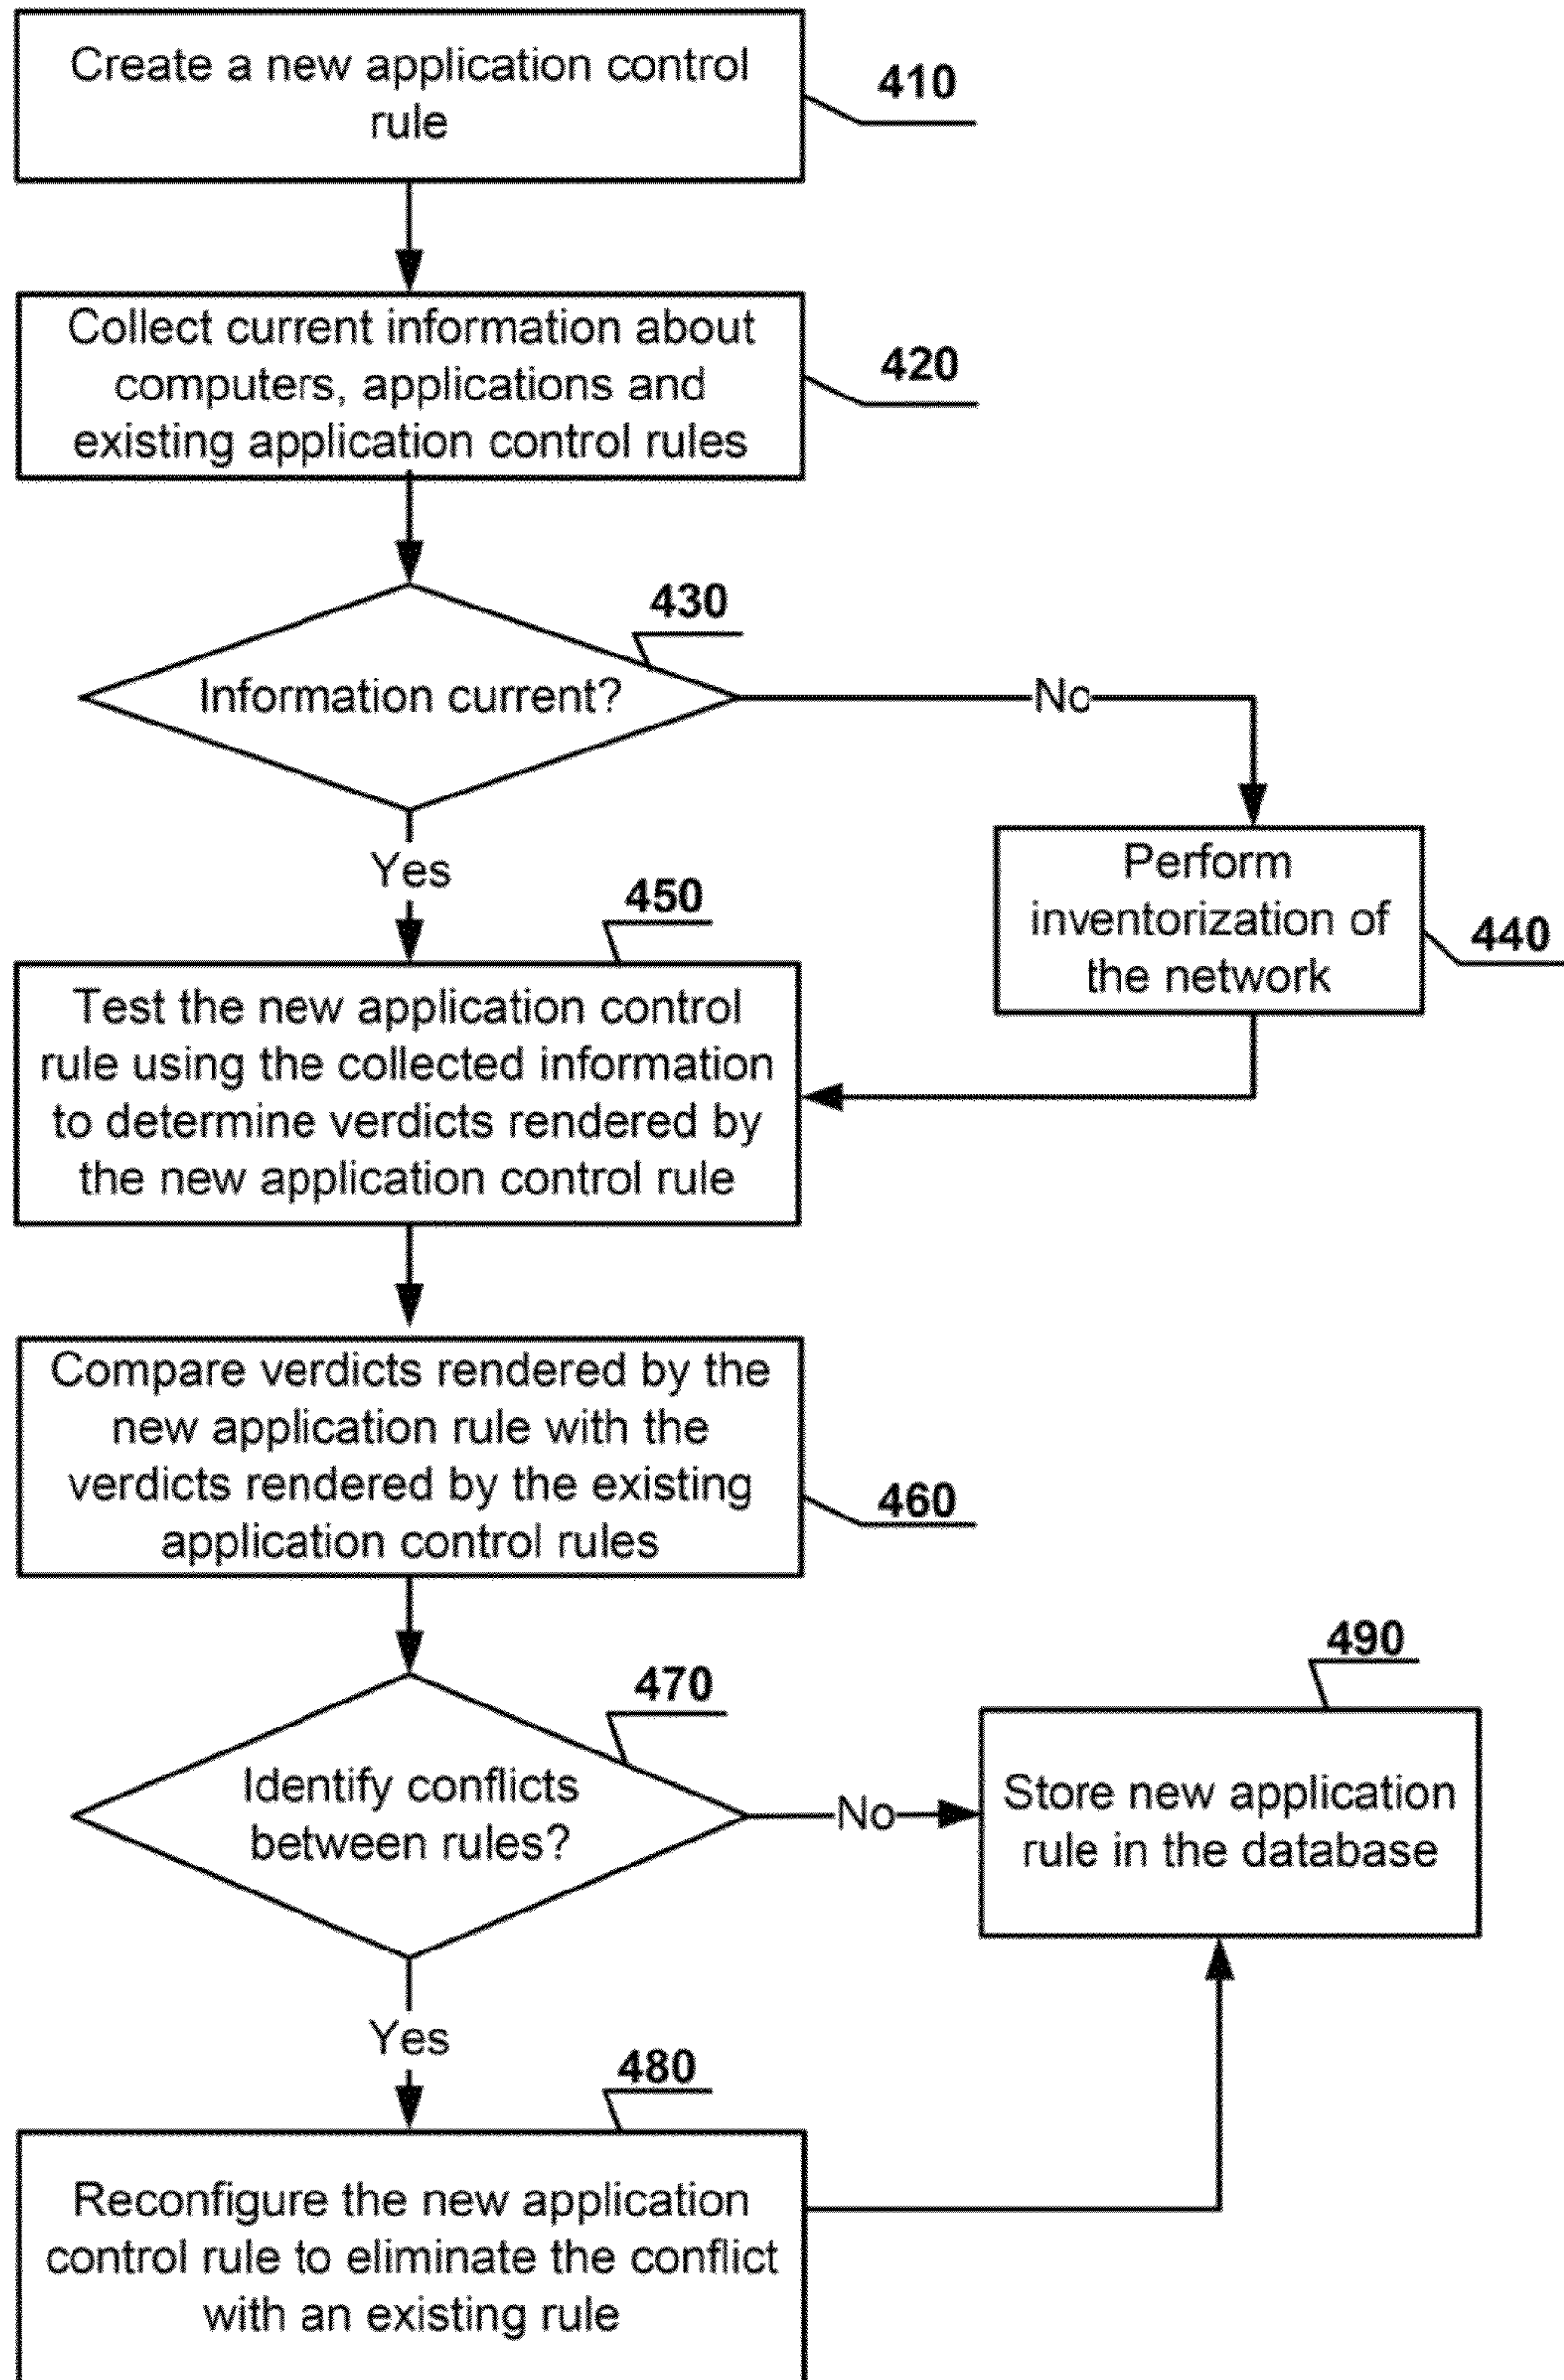 Create a new application control
rule
410
Collect current information about
computers, applications and
existing application control rules
420
430
Information current?
No
Yes
Perform
inventorization of
the network
440
450
Test the new application control
rule using the collected information
to determine verdicts rendered by
the new application control rule
Compare verdicts rendered by the
new application rule with the
verdicts rendered by the existing
application control rules
460
470
Identify conflicts
between rules?
No
490
Store new application
rule in the database
Yes
480
Reconfigure the new application
control rule to eliminate the conflict
with an existing rule